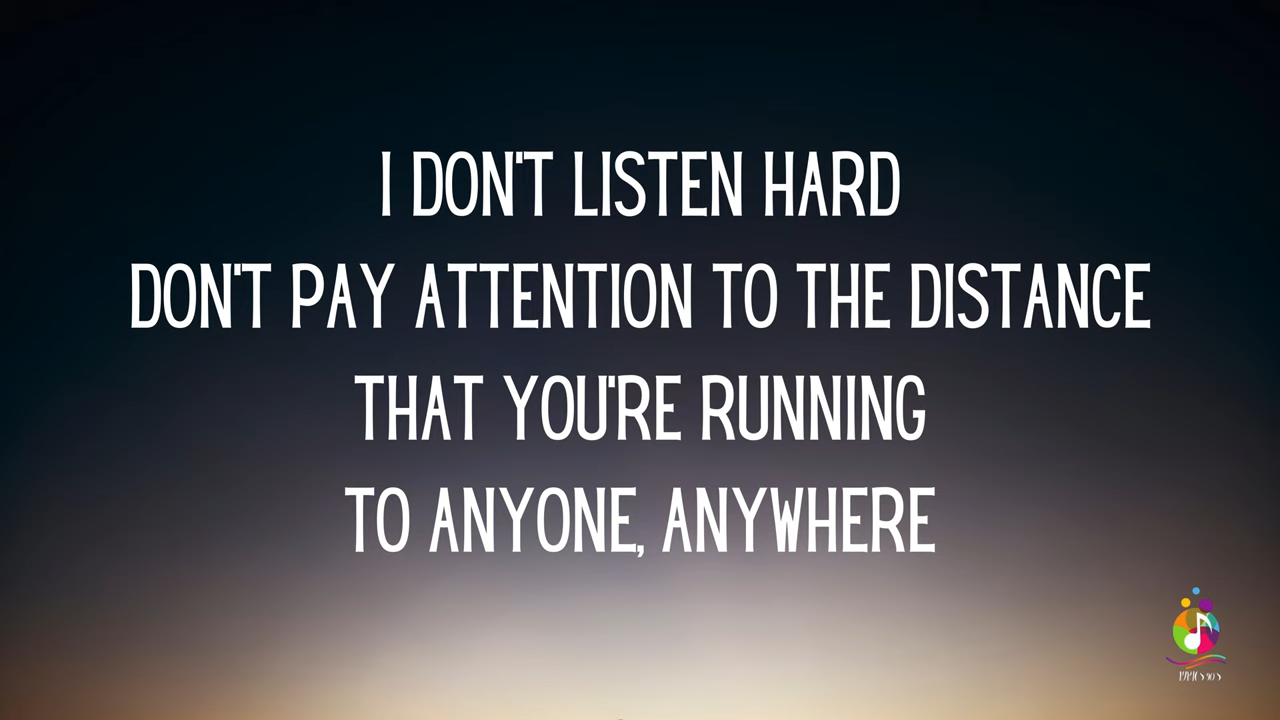 I DON'T LISTEN HARD
DON'T PAY ATTENTION TO THE DISTANCE
THAT YOU'RE RUNNING
TO ANYONE, ANYWHERE